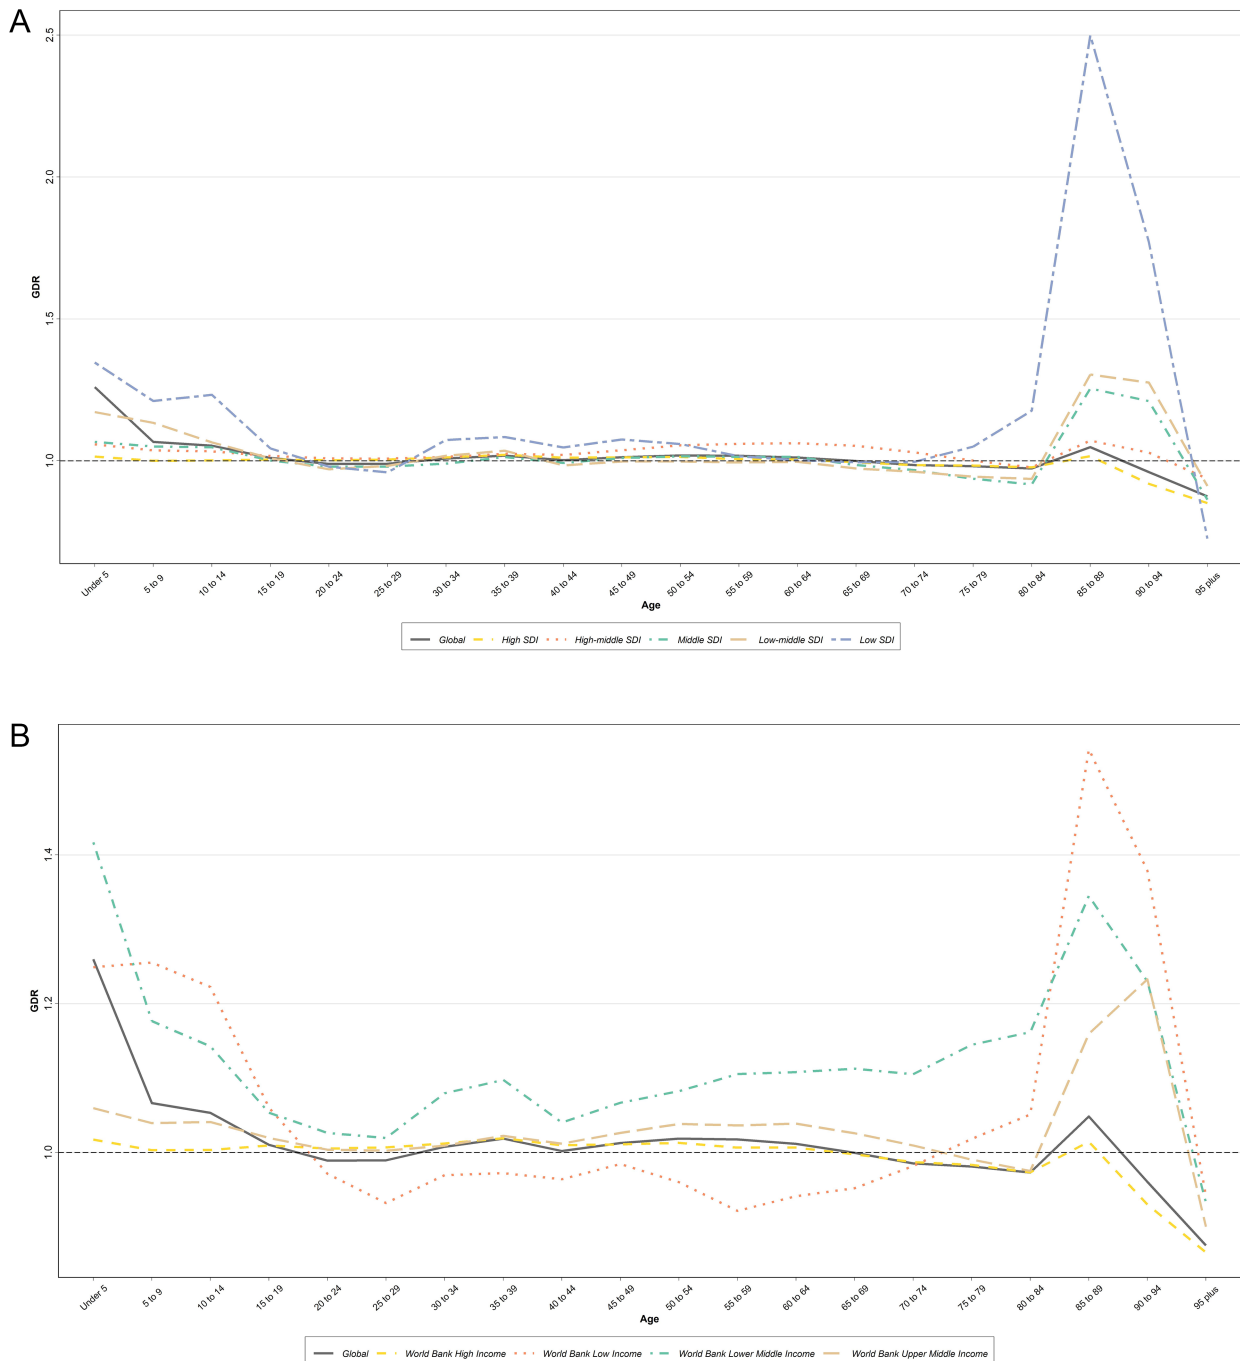 A
2.5
2.0
1.5
1.0
GDR
Under 5 5 to 9 10 to 14 15 to 19 20 to 24 25 to 29 30 to 34 35 to 39 40 to 44 45 to 49 50 to 54 55 to 59 60 to 64 65 to 69 70 to 74 75 to 79 80 to 84 85 to 89 90 to 94 95 plus
Age
Global High SDI High-middle SDI Middle SDI Low-middle SDI Low SDI
B
1.4
1.2
1.0
GDR
Under 5 5 to 9 10 to 14 15 to 19 20 to 24 25 to 29 30 to 34 35 to 39 40 to 44 45 to 49 50 to 54 55 to 59 60 to 64 65 to 69 70 to 74 75 to 79 80 to 84 85 to 89 90 to 94 95 plus
Age
Global World Bank High Income World Bank Low Income World Bank Lower Middle Income World Bank Upper Middle Income